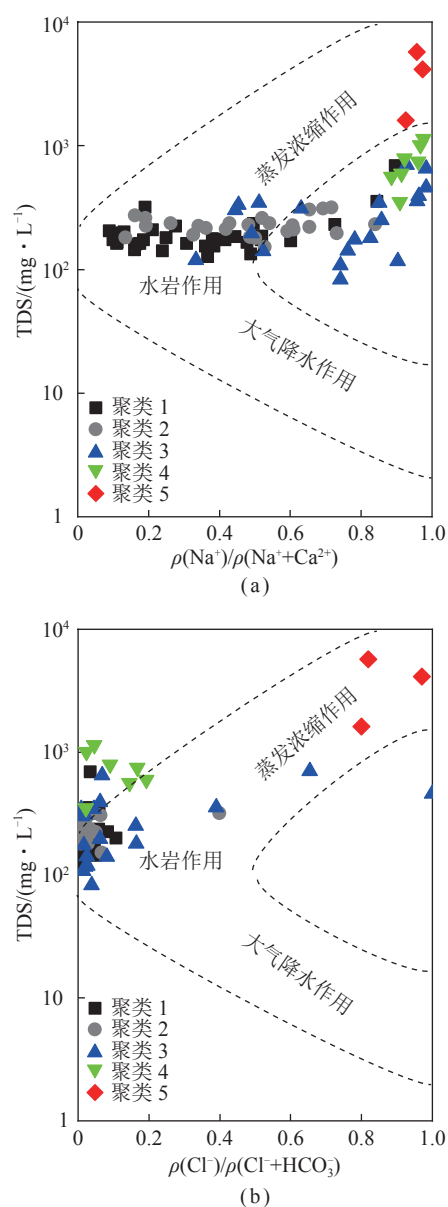 10⁴
10³
10²
10
1
TDS/(mg · L⁻¹)
蒸发浓缩作用
水岩作用
大气降水作用
聚类 1
聚类 2
聚类 3
聚类 4
聚类 5
0 0.2 0.4 0.6 0.8 1.0
ρ(Na⁺)/ρ(Na⁺+Ca²⁺)
(a)
10⁴
10³
10²
10
1
TDS/(mg · L⁻¹)
蒸发浓缩作用
水岩作用
大气降水作用
聚类 1
聚类 2
聚类 3
聚类 4
聚类 5
0 0.2 0.4 0.6 0.8 1.0
ρ(Cl⁻)/ρ(Cl⁻+HCO₃⁻)
(b)